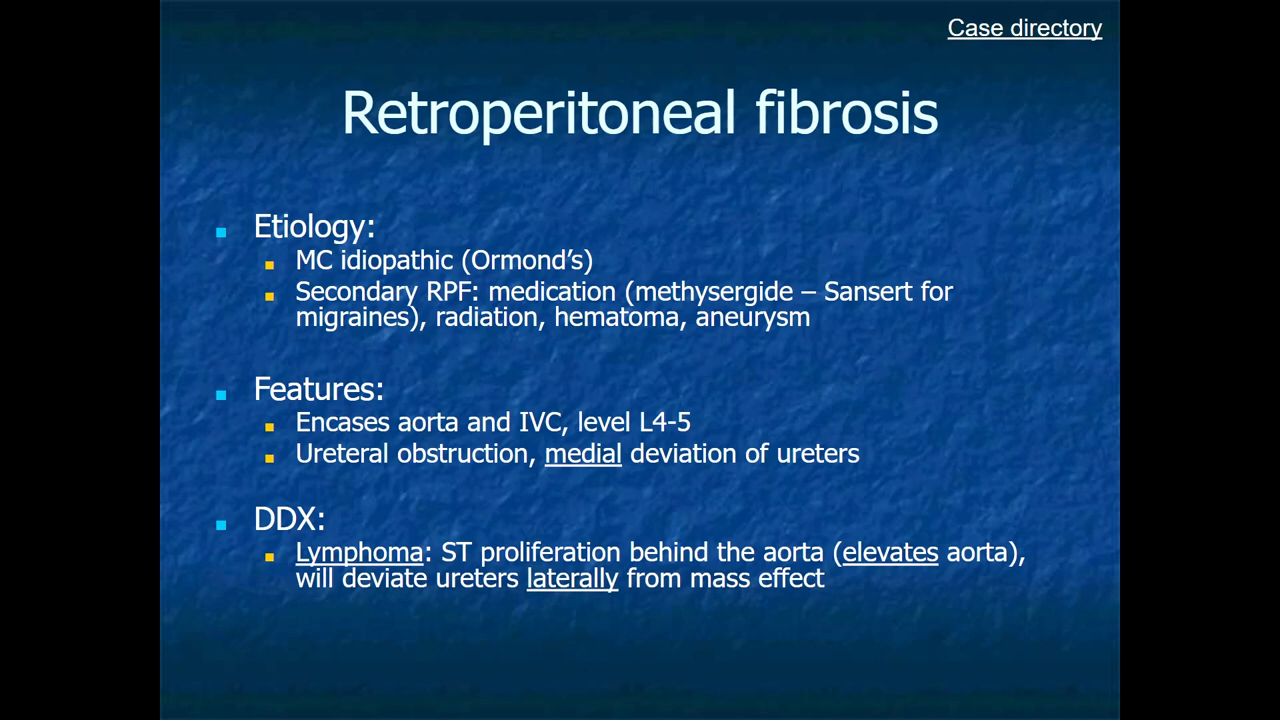 Case directory
Retroperitoneal fibrosis
Etiology:
MC idiopathic (Ormond’s)
Secondary RPF: medication (methysergide – Sansert for
migraines), radiation, hematoma, aneurysm
Features:
Encases aorta and IVC, level L4-5
Ureteral obstruction, medial deviation of ureters
DDX:
Lymphoma: ST proliferation behind the aorta (elevates aorta),
will deviate ureters laterally from mass effect